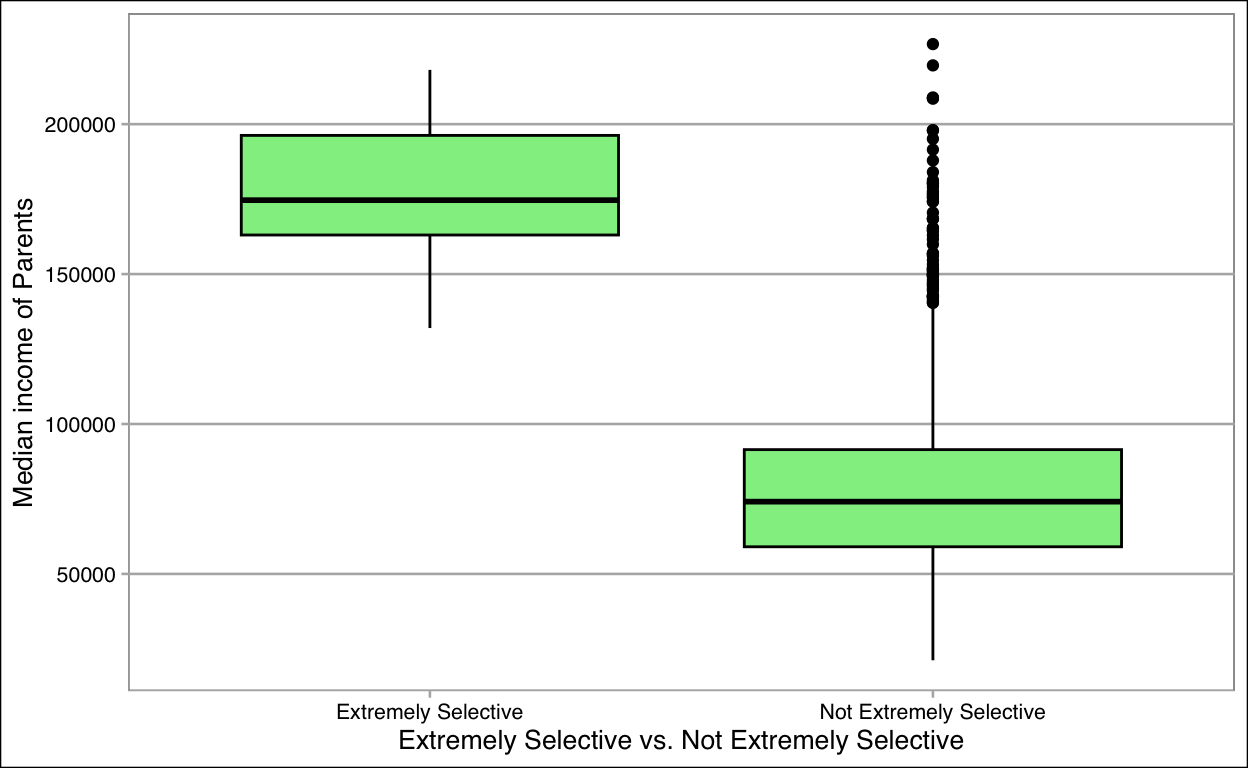 Median income of Parents
200000
150000
100000
50000
Extremely Selective
Not Extremely Selective
Extremely Selective vs. Not Extremely Selective